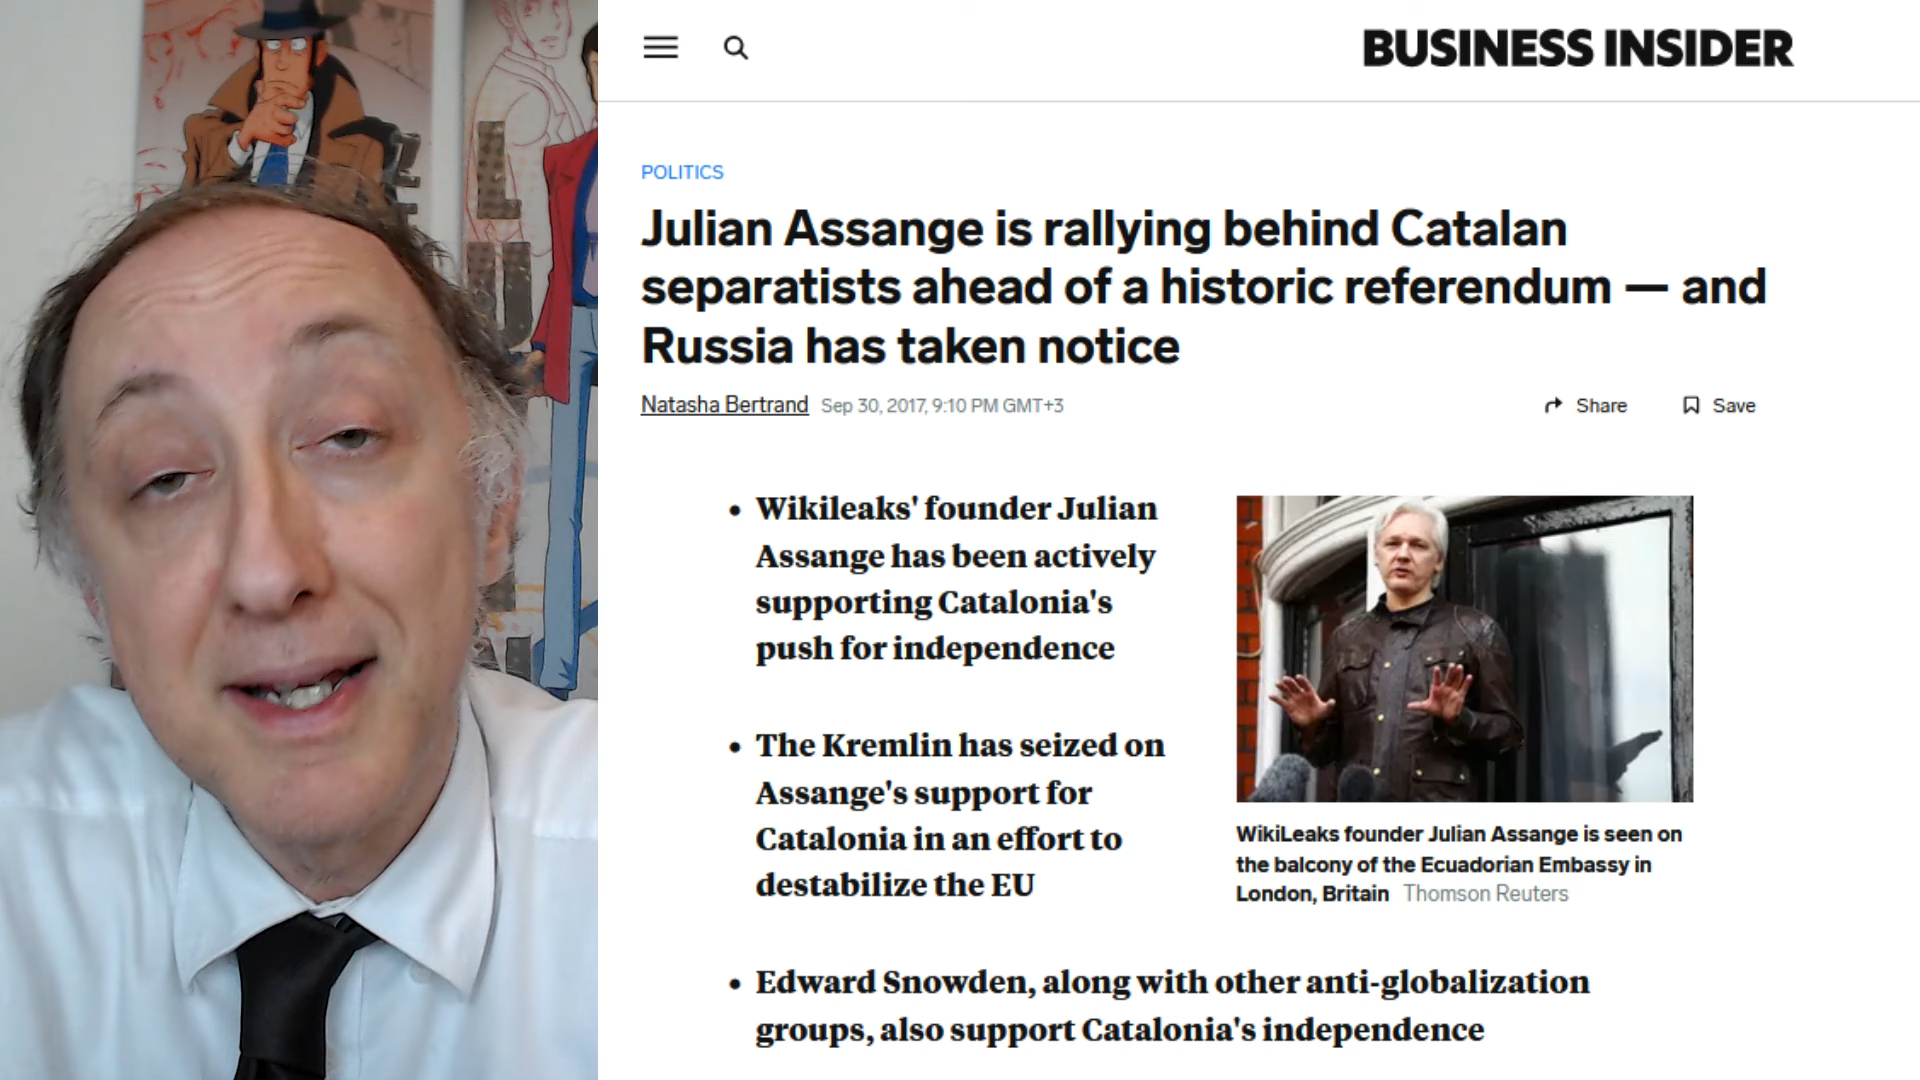 BUSINESS INSIDER
POLITICS
Julian Assange is rallying behind Catalan
separatists ahead of a historic referendum — and
Russia has taken notice
Natasha Bertrand Sep 30, 2017, 9:10 PM GMT+3
Share Save
• Wikileaks' founder Julian
Assange has been actively
supporting Catalonia's
push for independence
• The Kremlin has seized on
Assange's support for
Catalonia in an effort to
destabilize the EU
WikiLeaks founder Julian Assange is seen on
the balcony of the Ecuadorian Embassy in
London, Britain Thomson Reuters
• Edward Snowden, along with other anti-globalization
groups, also support Catalonia's independence